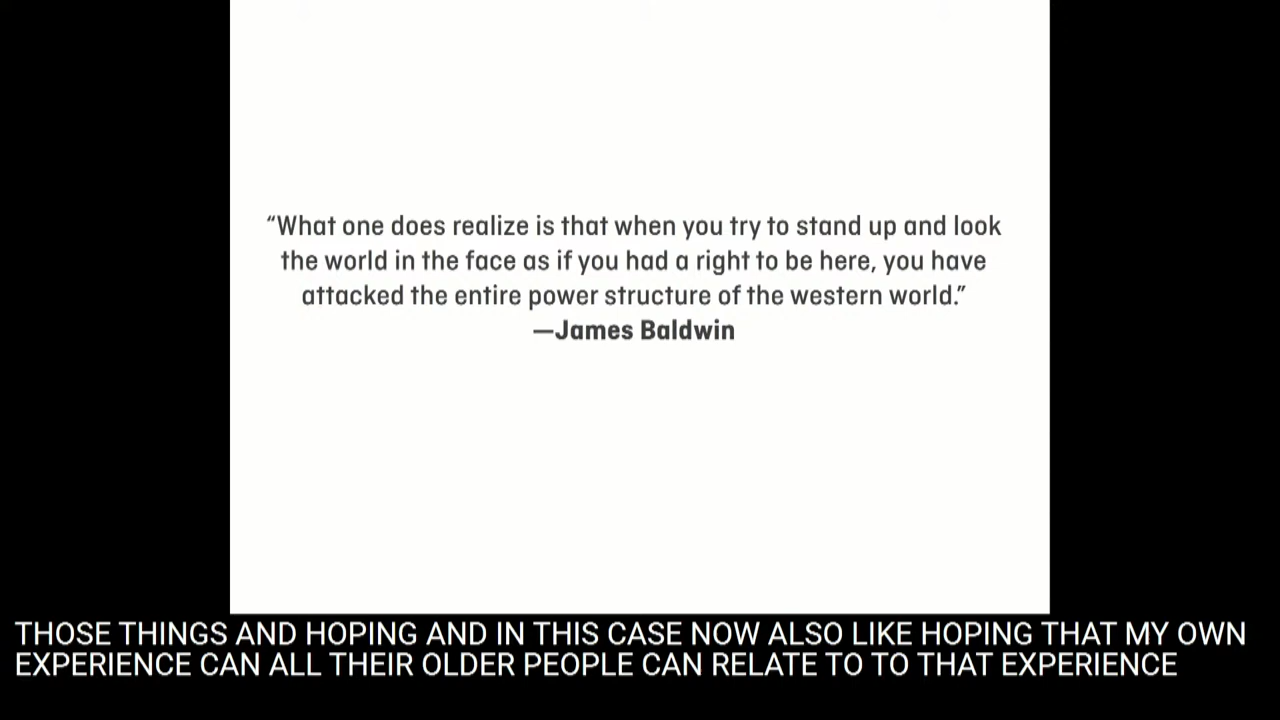 “What one does realize is that when you try to stand up and look
the world in the face as if you had a right to be here, you have
attacked the entire power structure of the western world.”
—James Baldwin
THOSE THINGS AND HOPING AND IN THIS CASE NOW ALSO LIKE HOPING THAT MY OWN
EXPERIENCE CAN ALL THEIR OLDER PEOPLE CAN RELATE TO TO THAT EXPERIENCE